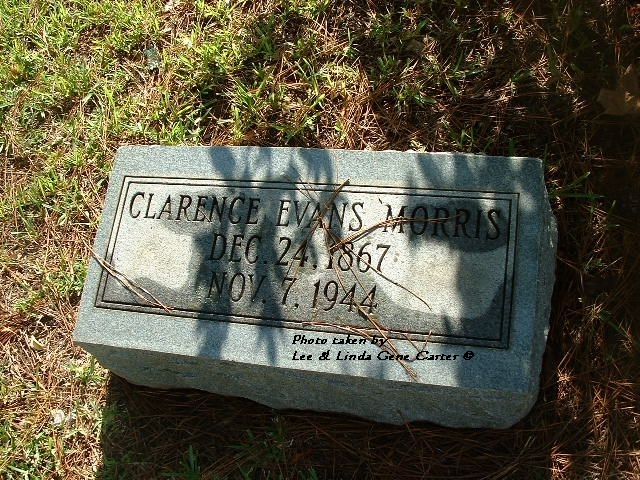 CLARENCE EVANS MORRIS
DEC. 24, 1867
NOV. 7, 1944
Photo taken by
Lee & Linda Gene Carter ©